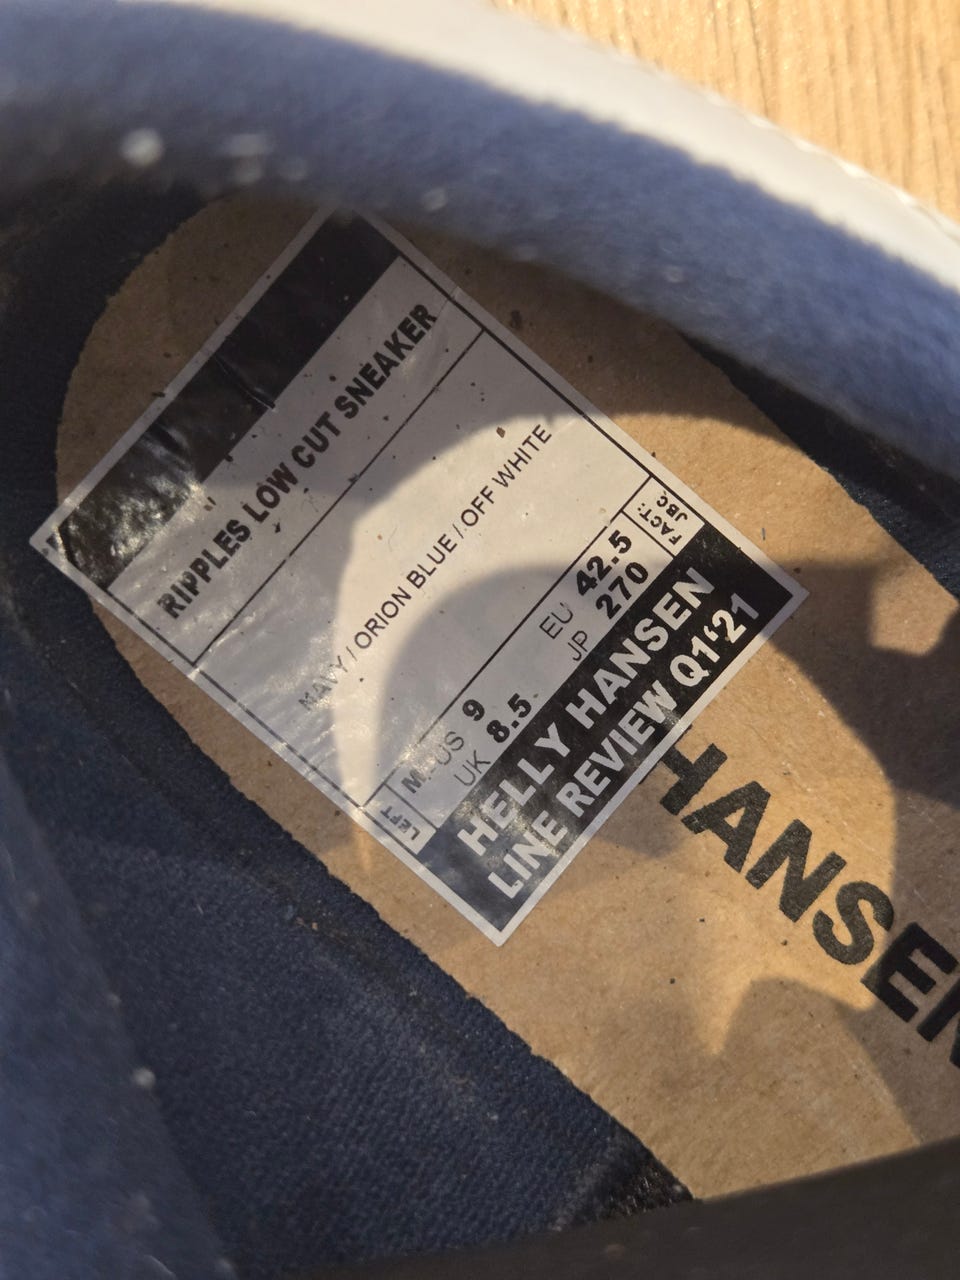 RIPPLES LOW CUT SNEAKER
NAVY / ORION BLUE / OFF WHITE
LEFT
M. US 9 EU 42.5
UK 8.5 JP 270
FACT:
JBC.
HELLY HANSEN
LINE REVIEW Q1'21
HANSEN